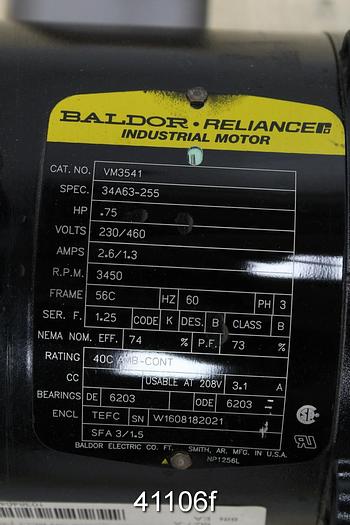 BALDOR • RELIANCE
INDUSTRIAL MOTOR
CAT. NO. VM3541
SPEC. 34A63-255
HP .75
VOLTS 230/460
AMPS 2.6/1.3
R.P.M. 3450
FRAME 56C HZ 60 PH 3
SER. F. 1.25 CODE K DES. B CLASS B
NEMA NOM. EFF. 74 % P.F. 73 %
RATING 40C AMB-CONT
CC USABLE AT 208V 3.1 A
BEARINGS DE 6203 ODE 6203
ENCL TEFC SN W1608182021
SFA 3/1.5
BALDOR ELECTRIC CO. FT. SMITH, AR. MFG. IN U.S.A.
NP1256L
41106f